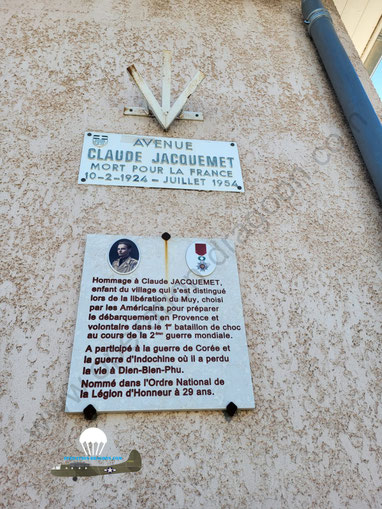 AVENUE
CLAUDE JACQUEMET
MORT POUR LA FRANCE
10-2-1924 - JUILLET 1954
Hommage à Claude JACQUEMET,
enfant du village qui s'est distingué
lors de la libération du Muy, choisi
par les Américains pour préparer
le débarquement en Provence et
volontaire dans le 1er bataillon de choc
au cours de la 2ème guerre mondiale.
A participé à la guerre de Corée et
la guerre d'Indochine où il a perdu
la vie à Dien-Bien-Phu.
Nommé dans l'Ordre National de
la Légion d'Honneur à 29 ans.